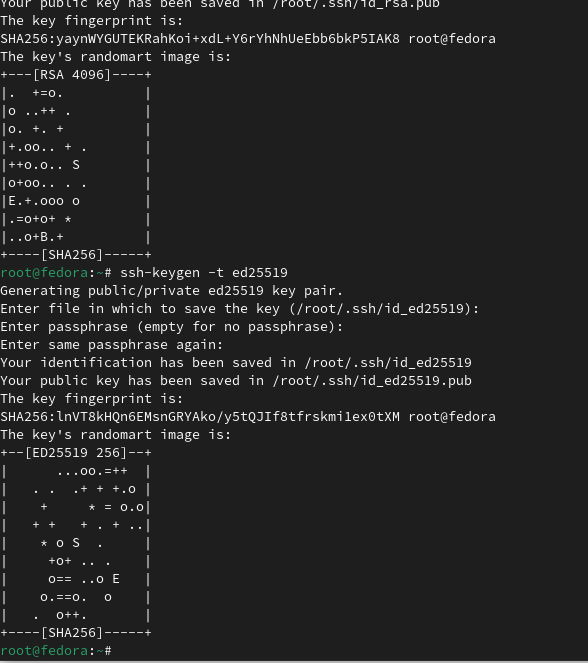 Your public key has been saved in /root/.ssh/id_rsa.pub
The key fingerprint is:
SHA256:yaynWYGUTEKRahKoi+xdL+Y6rYhNhUeEbb6bkP5IAK8 root@fedora
The key's randomart image is:
+---[RSA 4096]----+
|.  +=o.          |
|o ..++ .         |
|o. +. +          |
|+.oo.. + .       |
|++o.o.. S        |
|o+oo.. . .       |
|E.+.ooo o        |
|.=o+o+ *         |
|..o+B.+          |
+----[SHA256]-----+
root@fedora:~# ssh-keygen -t ed25519
Generating public/private ed25519 key pair.
Enter file in which to save the key (/root/.ssh/id_ed25519):
Enter passphrase (empty for no passphrase):
Enter same passphrase again:
Your identification has been saved in /root/.ssh/id_ed25519
Your public key has been saved in /root/.ssh/id_ed25519.pub
The key fingerprint is:
SHA256:lnVT8kHQn6EMsnGRYAko/y5tQJIf8tfrskmi1ex0tXM root@fedora
The key's randomart image is:
+--[ED25519 256]--+
|      ...oo.=++  |
|   . .  .+ + +.o |
|    +     * = o.o|
|   + +   + . + ..|
|    * o S  .     |
|     +o+ .. .    |
|     o== ..o E   |
|    o.==o.  o    |
|   .  o++.       |
+----[SHA256]-----+
root@fedora:~#